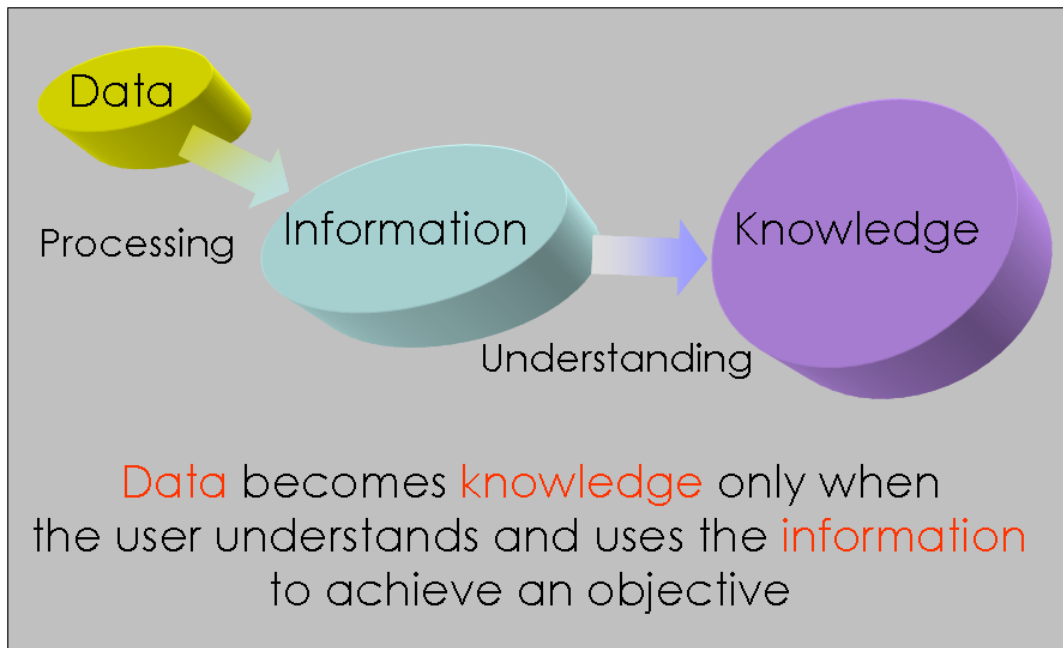 Data
Processing
Information
Understanding
Knowledge
Data becomes knowledge only when
the user understands and uses the information
to achieve an objective